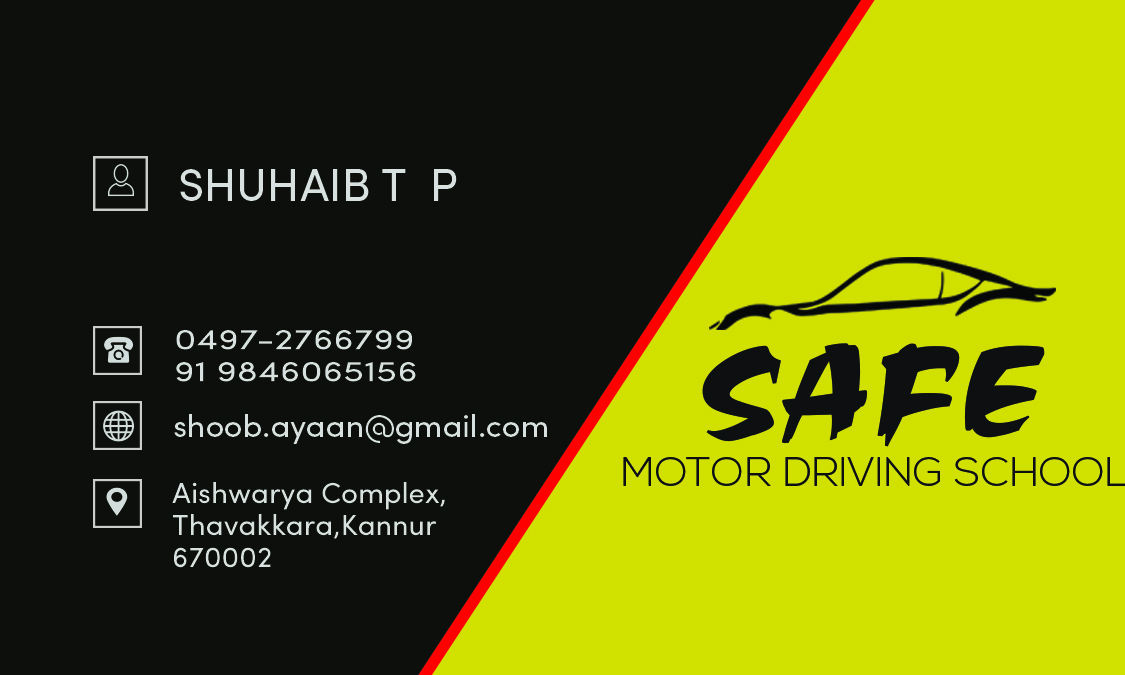 SHUHAIB T P
0497-2766799
91 9846065156
shoob.ayaan@gmail.com
Aishwarya Complex,
Thavakkara,Kannur
670002
SAFE
MOTOR DRIVING SCHOOL